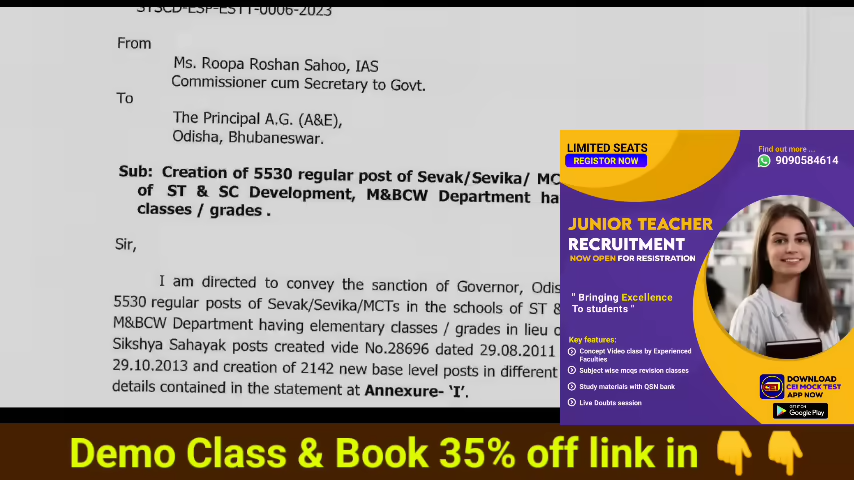 SYSCD-ESP-ESTT-0006-2023
From
Ms. Roopa Roshan Sahoo, IAS
Commissioner cum Secretary to Govt.
To
The Principal A.G. (A&E),
Odisha, Bhubaneswar.
Sub: Creation of 5530 regular post of Sevak/Sevika/ MC
of ST & SC Development, M&BCW Department ha
classes / grades .
Sir,
I am directed to convey the sanction of Governor, Odis
5530 regular posts of Sevak/Sevika/MCTs in the schools of ST &
M&BCW Department having elementary classes / grades in lieu o
Sikshya Sahayak posts created vide No.28696 dated 29.08.2011
29.10.2013 and creation of 2142 new base level posts in different
details contained in the statement at Annexure- 'I'.
LIMITED SEATS
REGISTOR NOW
Find out more ...
9090584614
JUNIOR TEACHER
RECRUITMENT
NOW OPEN FOR RESISTRATION
" Bringing Excellence
To students "
Key features:
Concept Video class by Experienced
Faculties
Subject wise mcqs revision classes
Study materials with QSN bank
Live Doubts session
CEI
DOWNLOAD
CEI MOCK TEST
APP NOW
GET IT ON
Google Play
Demo Class & Book 35% off link in 👇👇